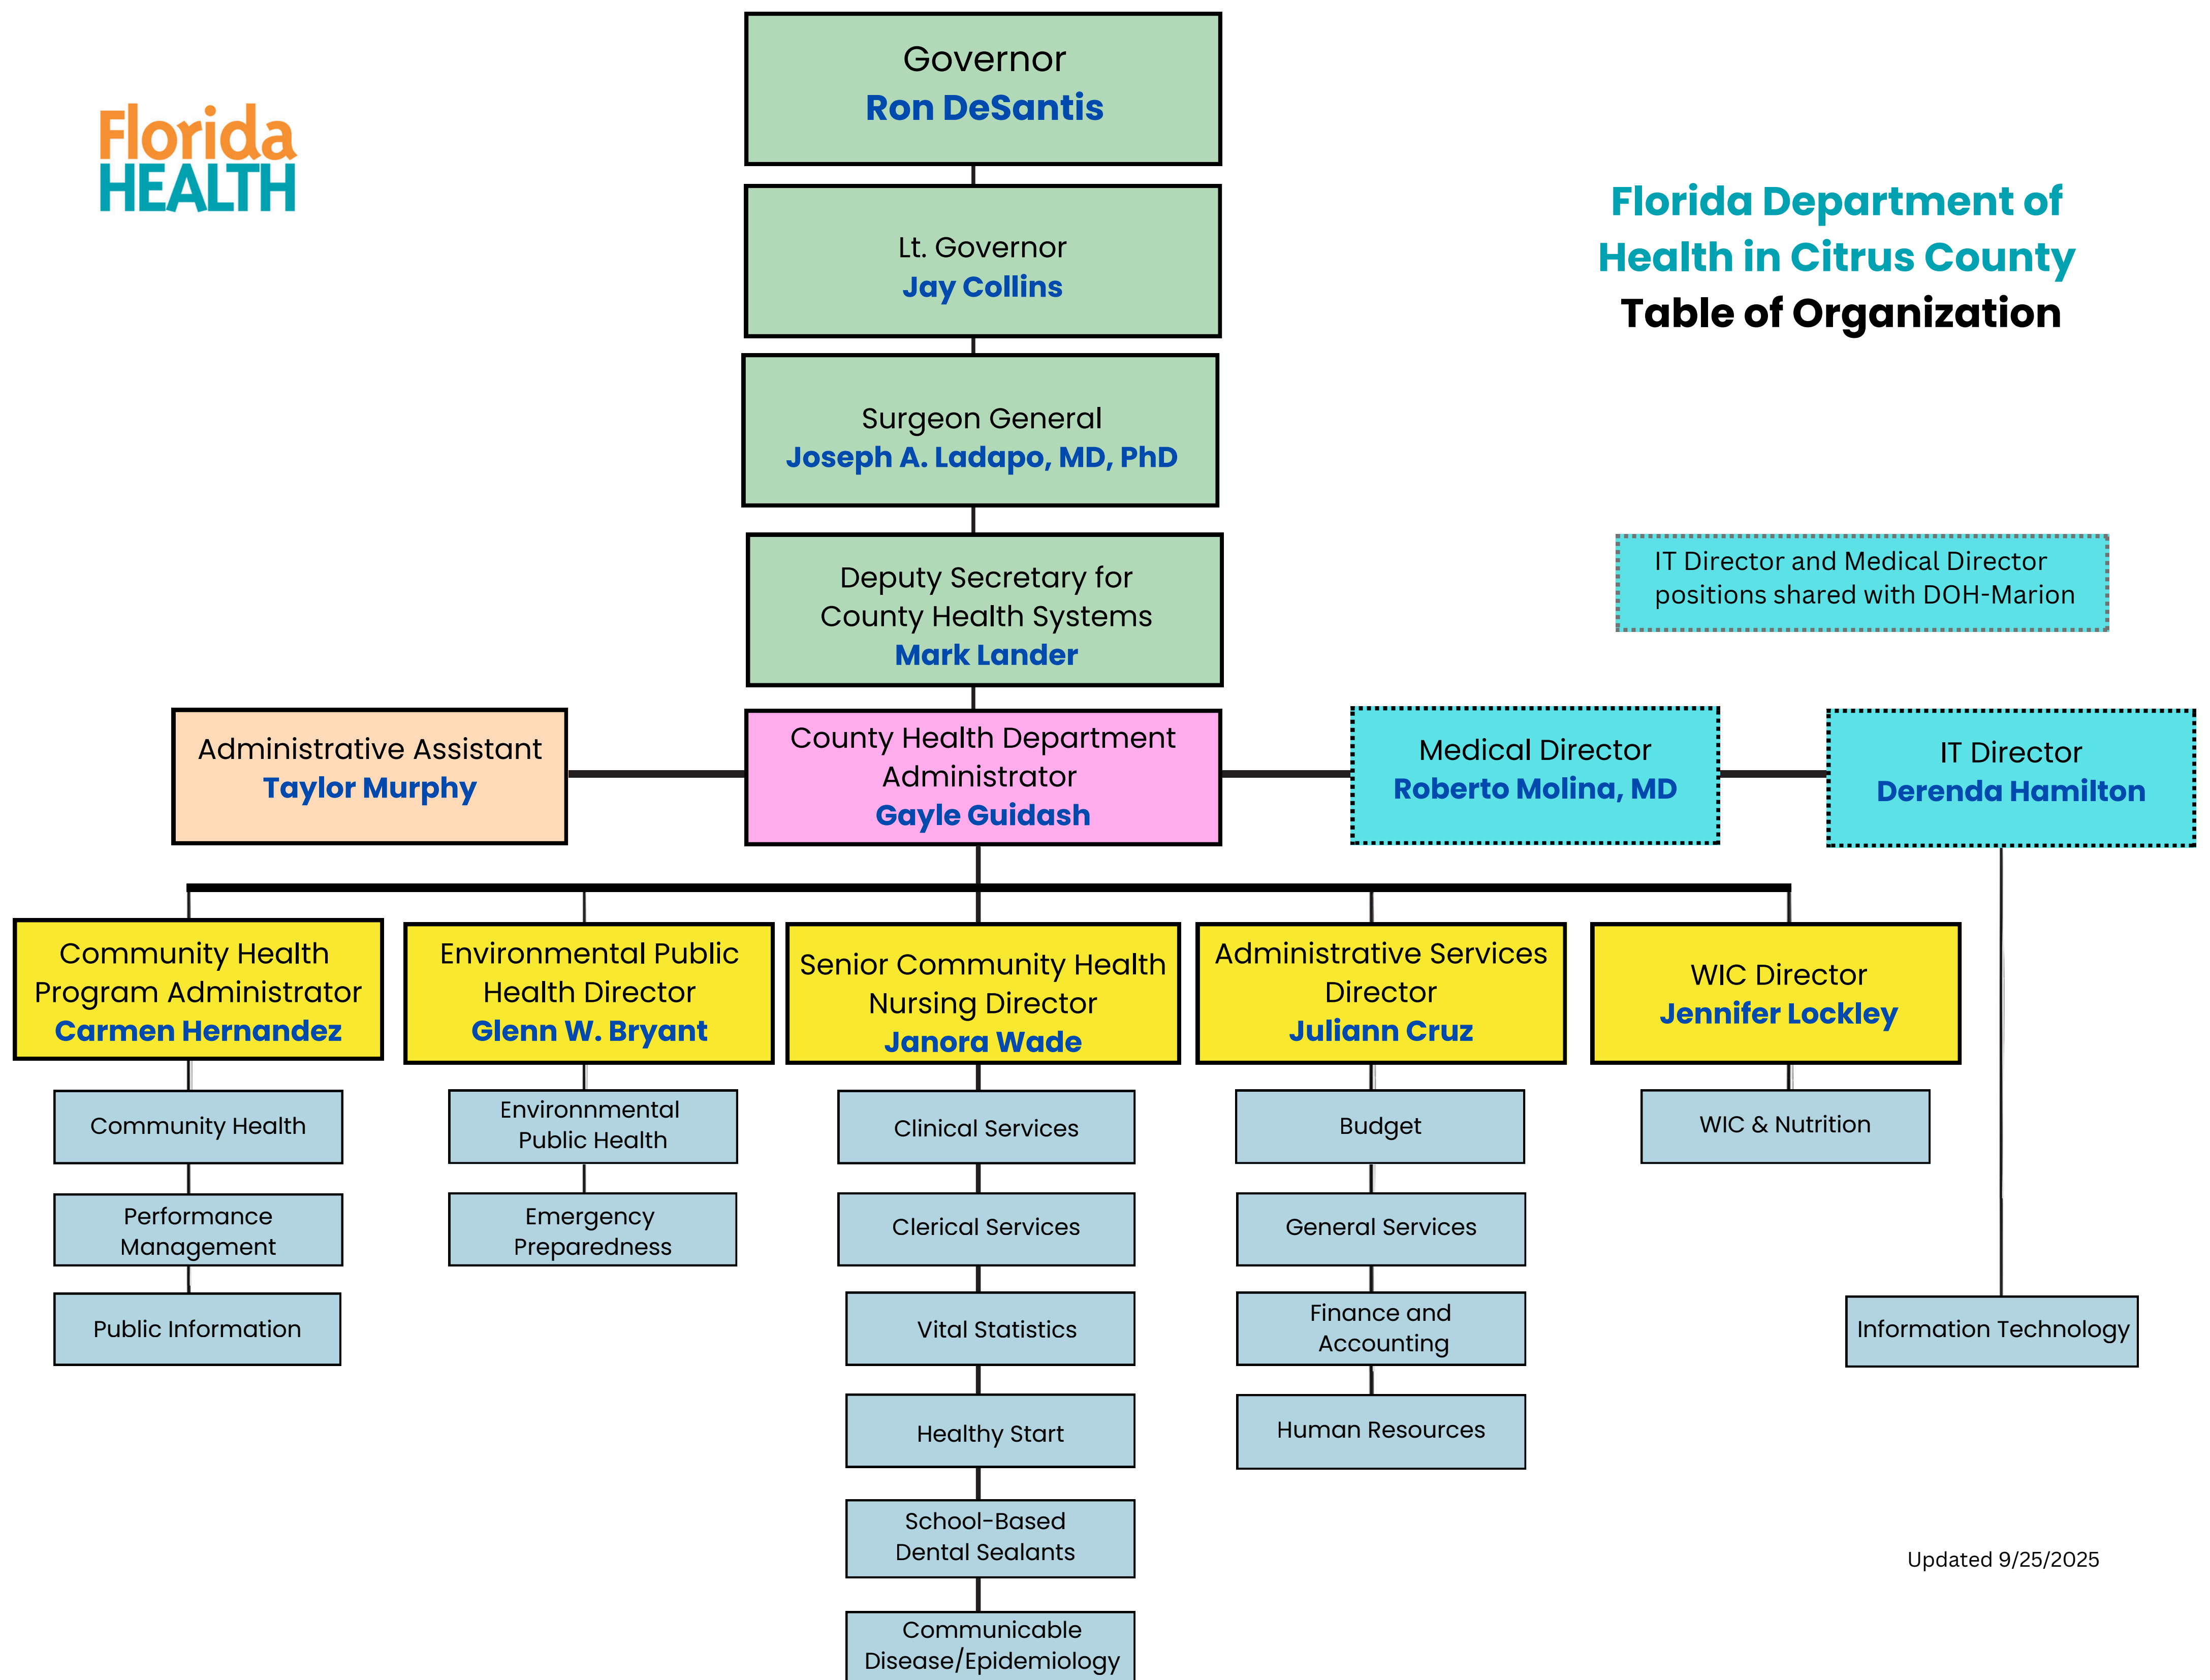 Governor
Ron DeSantis
Florida
HEALTH
Lt. Governor
Jay Collins
Florida Department of
Health in Citrus County
Table of Organization
Surgeon General
Joseph A. Ladapo, MD, PhD
Deputy Secretary for
County Health Systems
Mark Lander
IT Director and Medical Director
positions shared with DOH-Marion
Administrative Assistant
Taylor Murphy
County Health Department
Administrator
Gayle Guidash
Medical Director
Roberto Molina, MD
IT Director
Derenda Hamilton
Community Health
Program Administrator
Carmen Hernandez
Environmental Public
Health Director
Glenn W. Bryant
Senior Community Health
Nursing Director
Janora Wade
Administrative Services
Director
Juliann Cruz
WIC Director
Jennifer Lockley
Community Health
Performance
Management
Public Information
Environnmental
Public Health
Emergency
Preparedness
Clinical Services
Clerical Services
Vital Statistics
Healthy Start
School-Based
Dental Sealants
Communicable
Disease/Epidemiology
Budget
General Services
Finance and
Accounting
Human Resources
WIC & Nutrition
Information Technology
Updated 9/25/2025